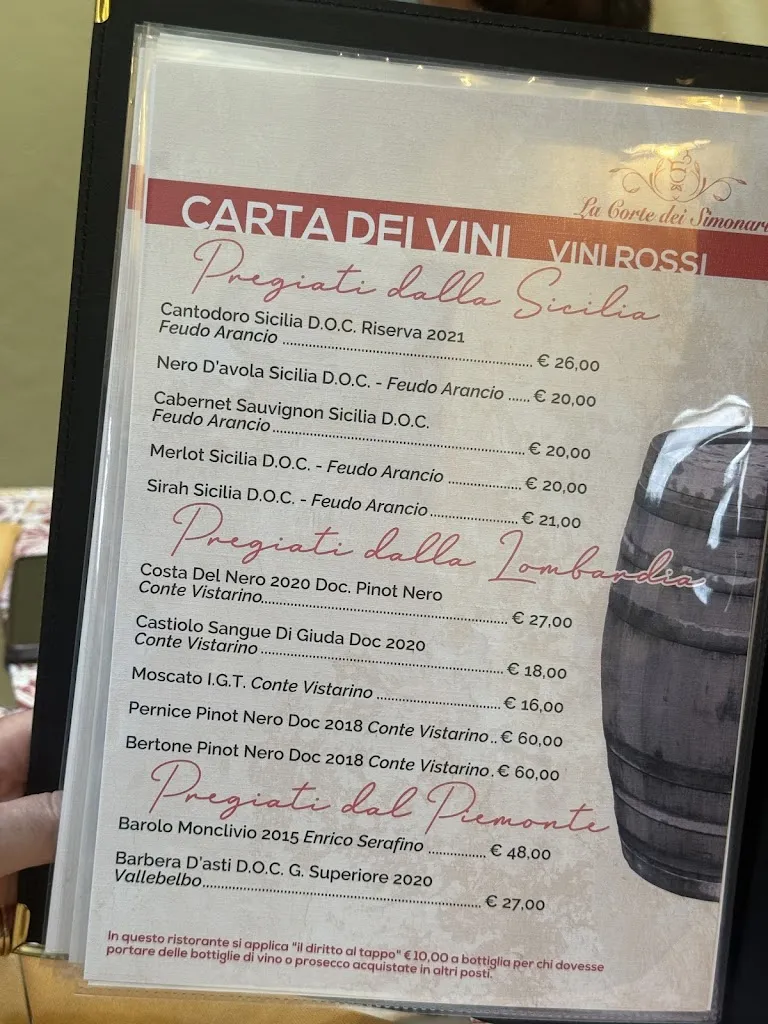 La Corte dei Simonar
CARTA DEI VINI VINI ROSSI
Pregiati dalla Sicilia
Cantodoro Sicilia D.O.C. Riserva 2021
Feudo Arancio ........................................................ € 26,00
Nero D'avola Sicilia D.O.C. - Feudo Arancio ...... € 20,00
Cabernet Sauvignon Sicilia D.O.C.
Feudo Arancio ........................................................ € 20,00
Merlot Sicilia D.O.C. - Feudo Arancio ................ € 20,00
Sirah Sicilia D.O.C. - Feudo Arancio ................... € 21,00
Pregiati dalla Lombardia
Costa Del Nero 2020 Doc. Pinot Nero
Conte Vistarino ....................................................... € 27,00
Castiolo Sangue Di Giuda Doc 2020
Conte Vistarino ....................................................... € 18,00
Moscato I.G.T. Conte Vistarino ........................... € 16,00
Pernice Pinot Nero Doc 2018 Conte Vistarino .. € 60,00
Bertone Pinot Nero Doc 2018 Conte Vistarino . € 60,00
Pregiati dal Piemonte
Barolo Monclivio 2015 Enrico Serafino ............. € 48,00
Barbera D'asti D.O.C. G. Superiore 2020
Vallebelbo .............................................................. € 27,00
In questo ristorante si applica "il diritto al tappo" € 10,00 a bottiglia per chi dovesse
portare delle bottiglie di vino o prosecco acquistate in altri posti.